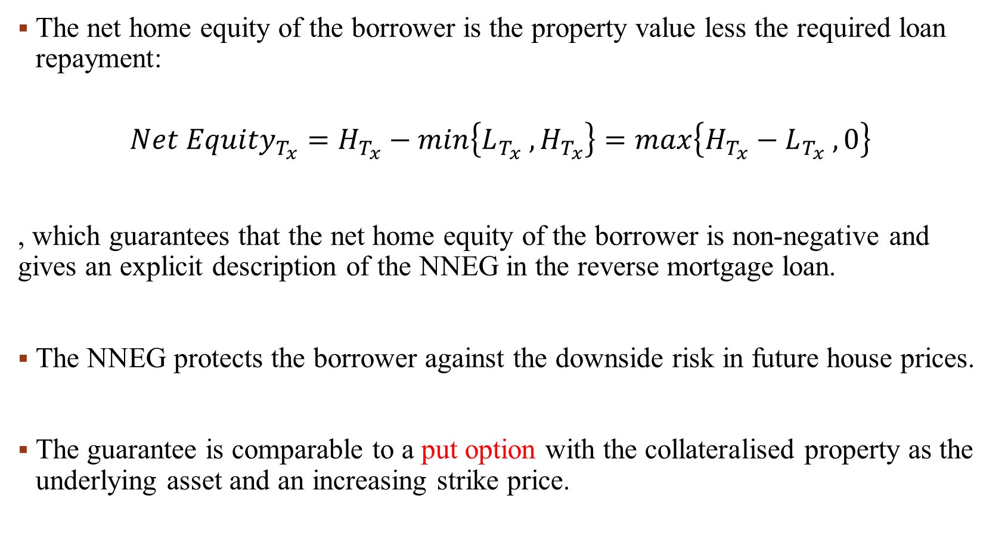 ▪ The net home equity of the borrower is the property value less the required loan
repayment:
Net Equity_{T_x} = H_{T_x} − min{L_{T_x} , H_{T_x}} = max{H_{T_x} − L_{T_x} , 0}
, which guarantees that the net home equity of the borrower is non-negative and
gives an explicit description of the NNEG in the reverse mortgage loan.
▪ The NNEG protects the borrower against the downside risk in future house prices.
▪ The guarantee is comparable to a put option with the collateralised property as the
underlying asset and an increasing strike price.